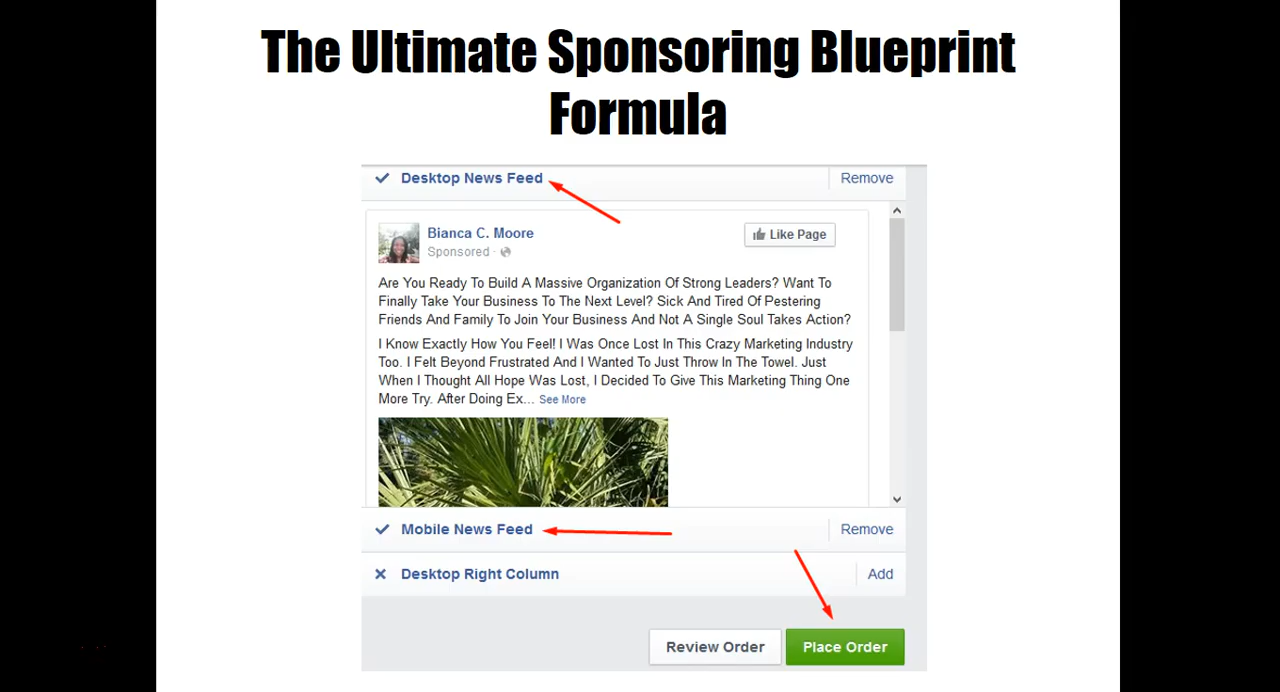 The Ultimate Sponsoring Blueprint
Formula
Desktop News Feed
Remove
Bianca C. Moore
Like Page
Sponsored ·
Are You Ready To Build A Massive Organization Of Strong Leaders? Want To
Finally Take Your Business To The Next Level? Sick And Tired Of Pestering
Friends And Family To Join Your Business And Not A Single Soul Takes Action?
I Know Exactly How You Feel! I Was Once Lost In This Crazy Marketing Industry
Too. I Felt Beyond Frustrated And I Wanted To Just Throw In The Towel. Just
When I Thought All Hope Was Lost, I Decided To Give This Marketing Thing One
More Try. After Doing Ex... See More
Mobile News Feed
Remove
Desktop Right Column
Add
Review Order
Place Order